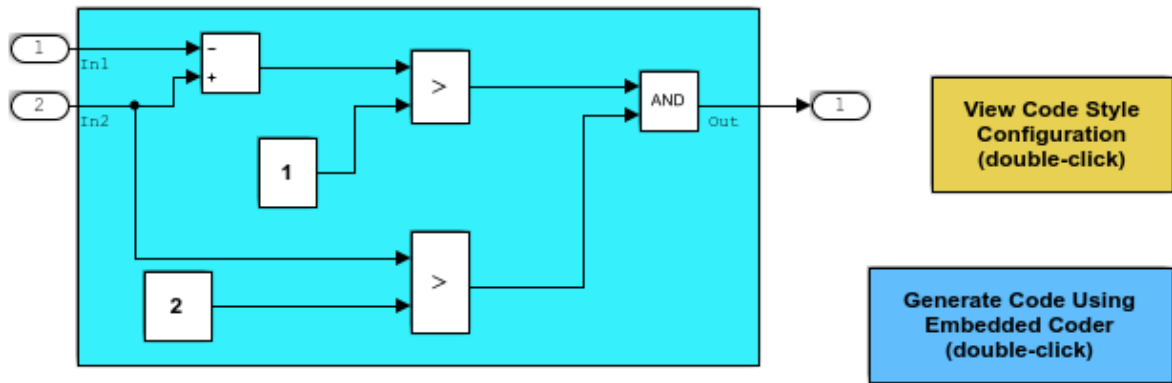 1
In1
-
+
2
In2
>
1
AND
Out
1
2
>
View Code Style
Configuration
(double-click)
Generate Code Using
Embedded Coder
(double-click)